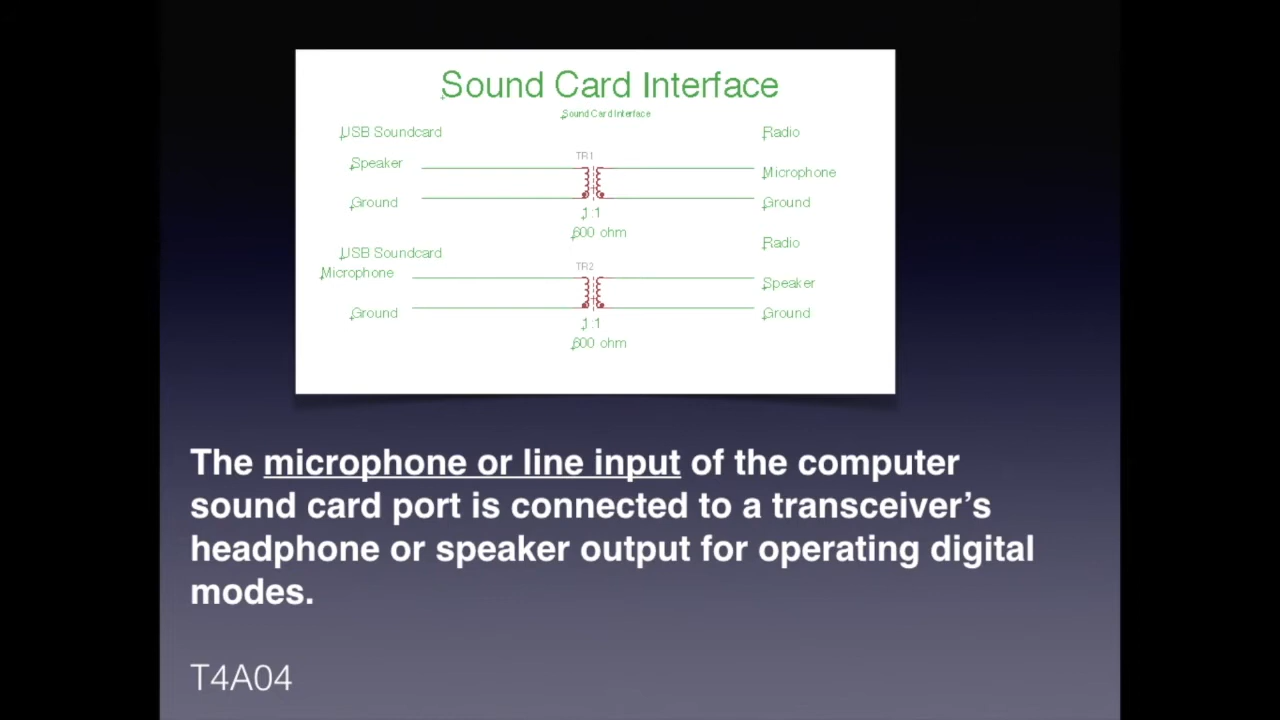 Sound Card Interface
Sound Card Interface
USB Soundcard
Radio
Speaker
TR1
Microphone
Ground
Ground
1:1
600 ohm
USB Soundcard
Radio
Microphone
TR2
Speaker
Ground
Ground
1:1
600 ohm
The microphone or line input of the computer
sound card port is connected to a transceiver’s
headphone or speaker output for operating digital
modes.
T4A04